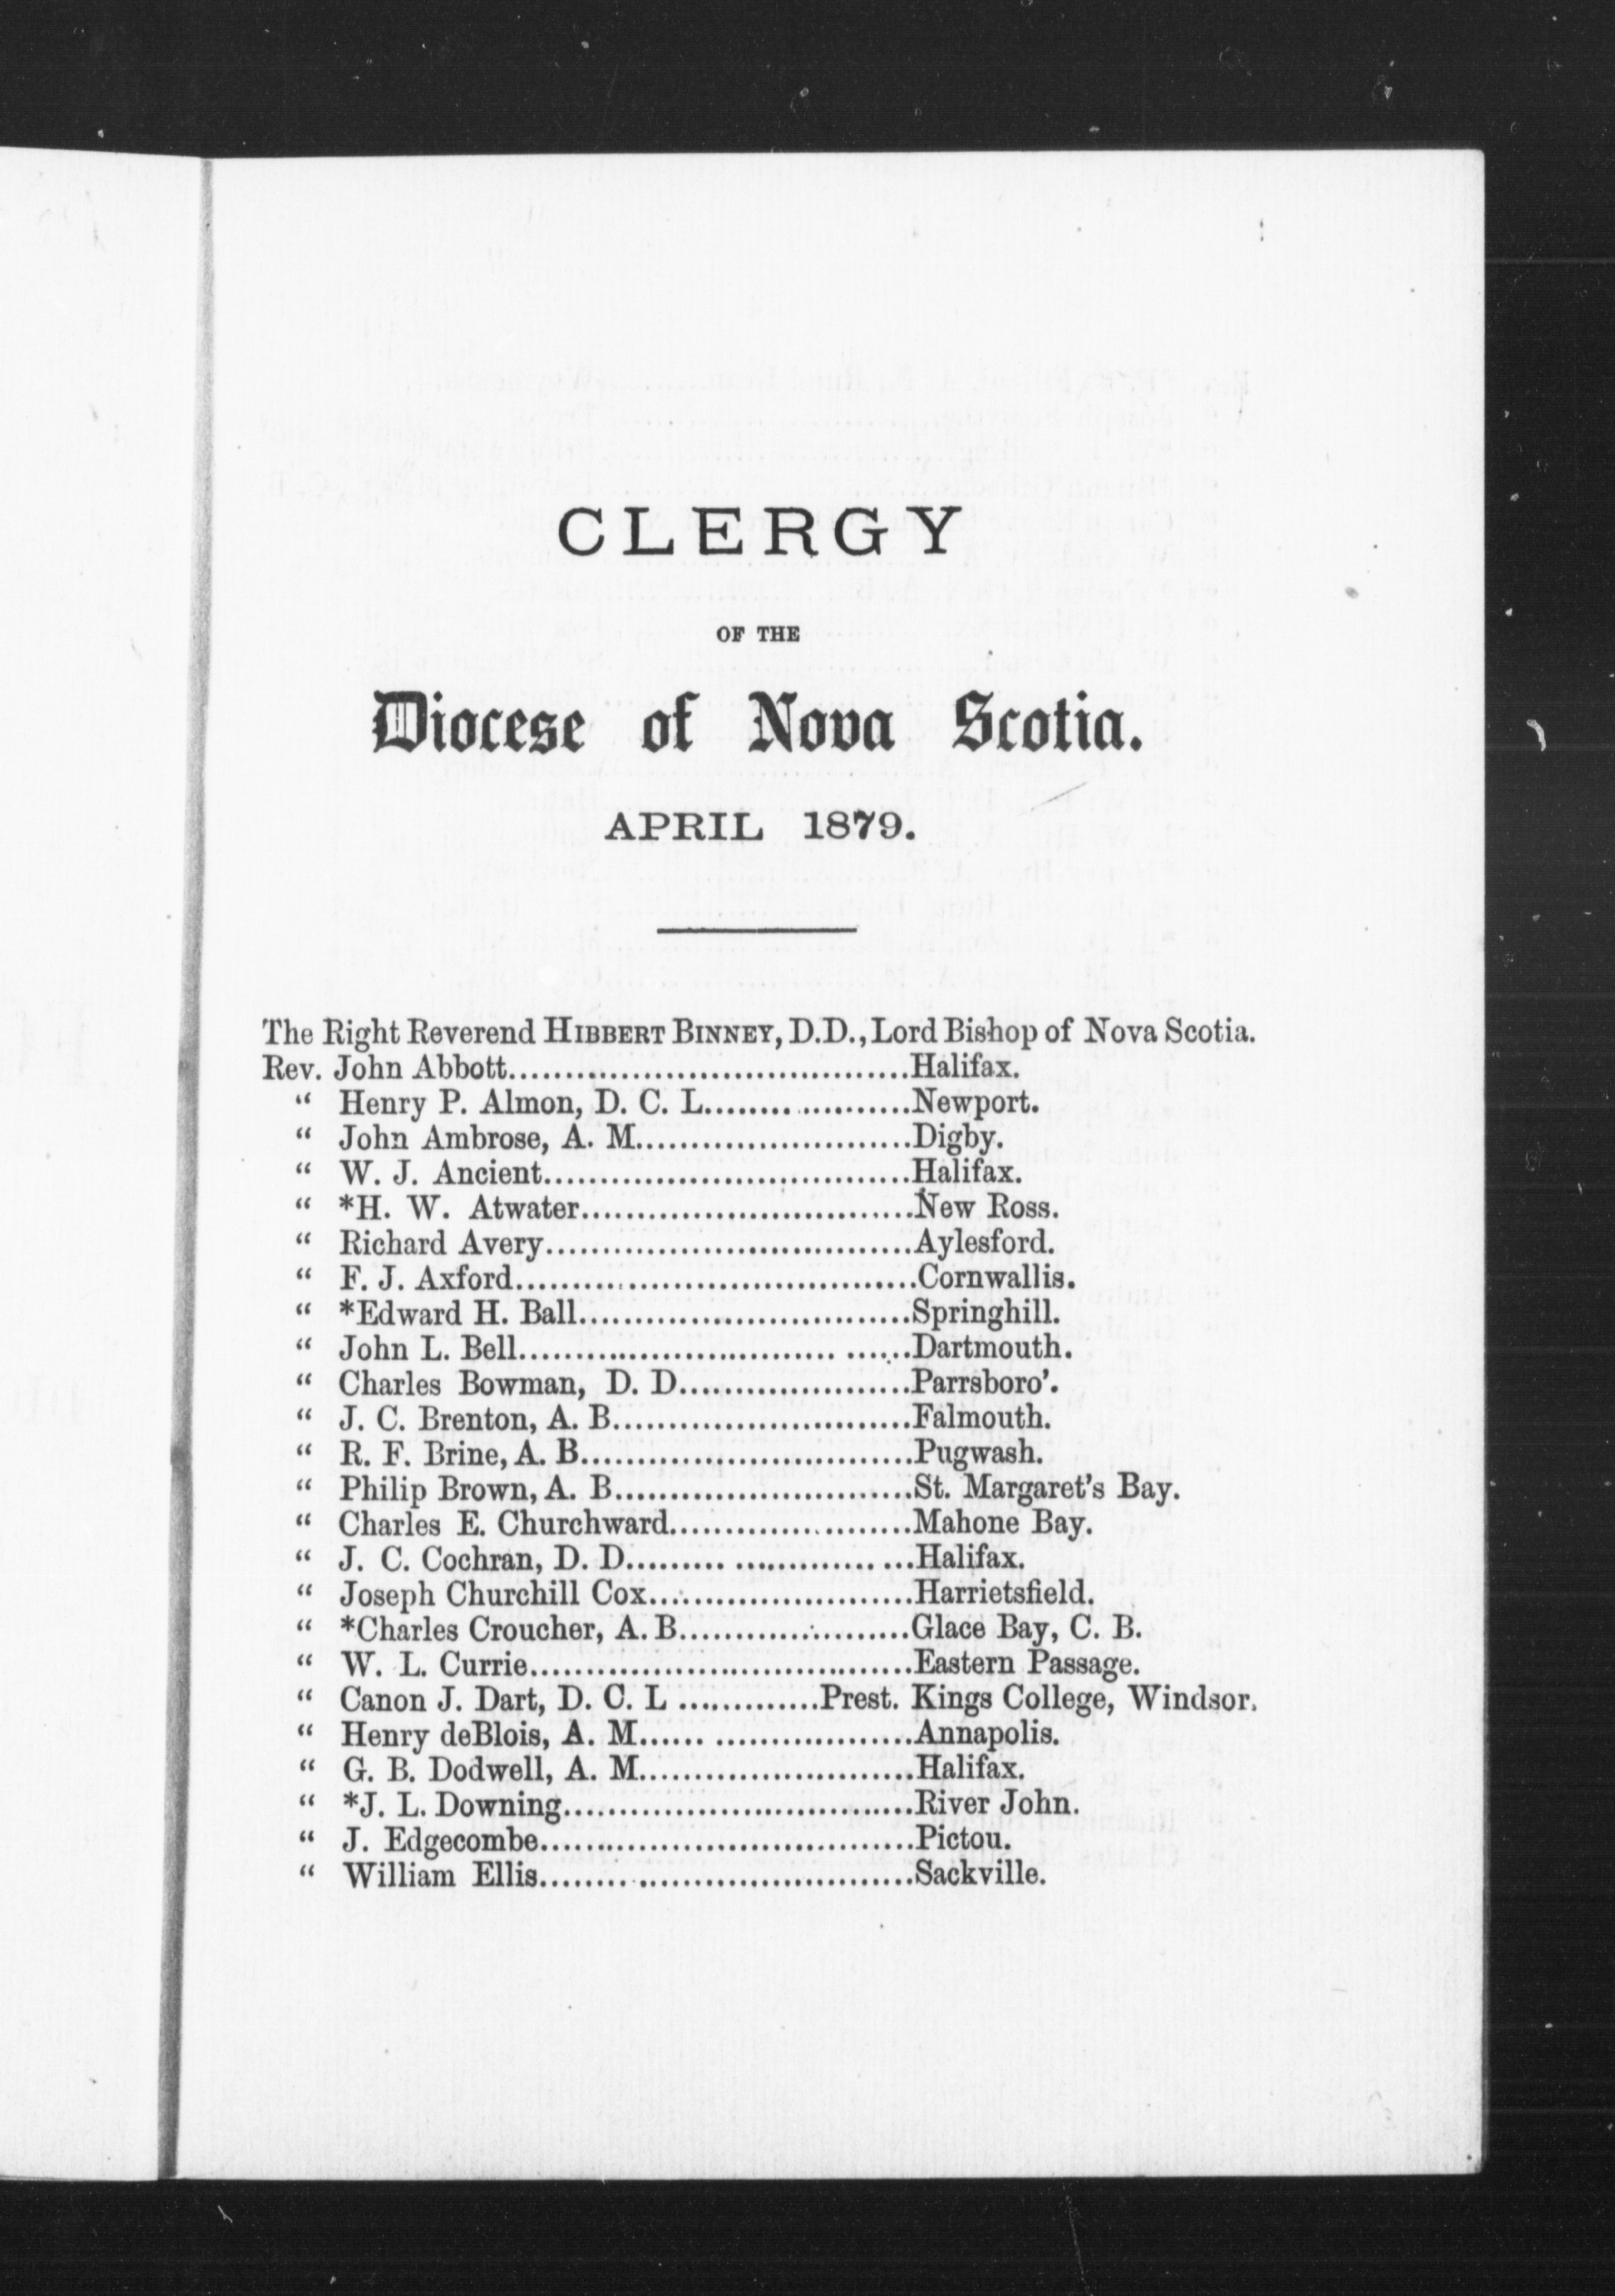 CLERGY
OF THE
Diocese of Nova Scotia.
APRIL 1879.
The Right Reverend HIBBERT BINNEY, D.D., Lord Bishop of Nova Scotia.
Rev. John Abbott....................................Halifax.
“ Henry P. Almon, D. C. L...................Newport.
“ John Ambrose, A. M.........................Digby.
“ W. J. Ancient.................................Halifax.
“ *H. W. Atwater..............................New Ross.
“ Richard Avery.................................Aylesford.
“ F. J. Axford....................................Cornwallis.
“ *Edward H. Ball..............................Springhill.
“ John L. Bell............................ ......Dartmouth.
“ Charles Bowman, D. D.....................Parrsboro’.
“ J. C. Brenton, A. B...........................Falmouth.
“ R. F. Brine, A. B..............................Pugwash.
“ Philip Brown, A. B...........................St. Margaret’s Bay.
“ Charles E. Churchward......................Mahone Bay.
“ J. C. Cochran, D. D......... ............. ...Halifax.
“ Joseph Churchill Cox........................Harrietsfield.
“ *Charles Croucher, A. B.....................Glace Bay, C. B.
“ W. L. Currie..................................Eastern Passage.
“ Canon J. Dart, D. C. L .............Prest. Kings College, Windsor.
“ Henry deBlois, A. M...... ..................Annapolis.
“ G. B. Dodwell, A. M.........................Halifax.
“ *J. L. Downing................................River John.
“ J. Edgecombe..................................Pictou.
“ William Ellis..................................Sackville.